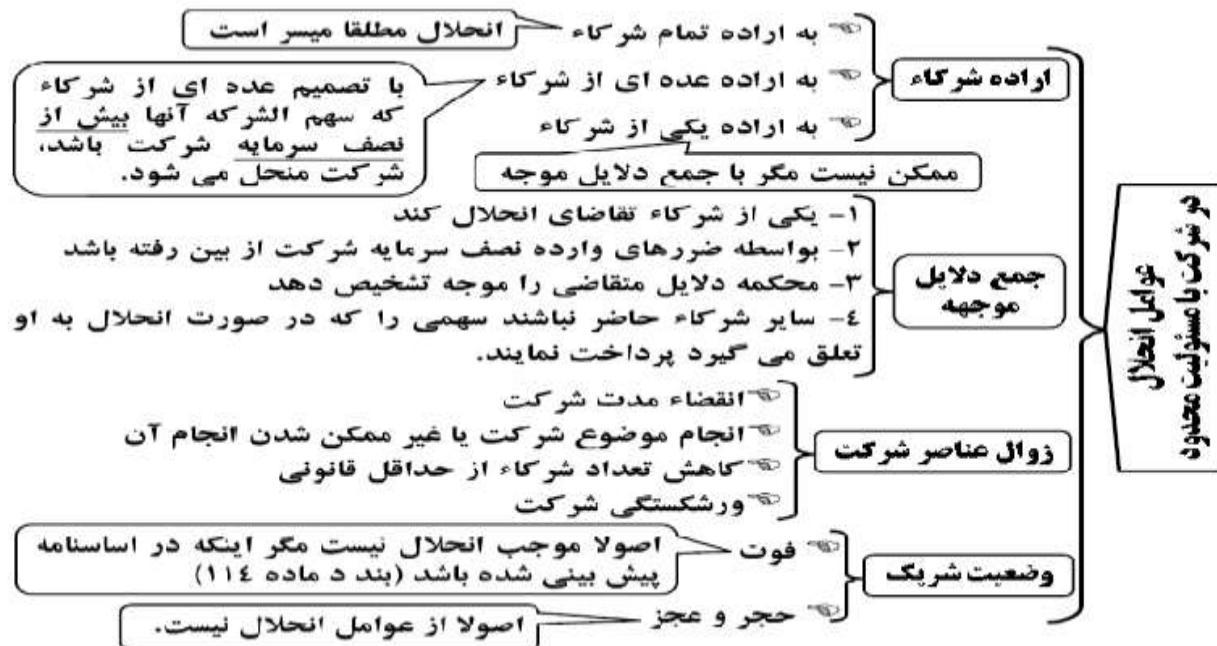 عوامل انحلال
در شرکت با مسئولیت محدود
اراده شرکاء
به اراده تمام شرکاء
انحلال مطلقا میسر است
به اراده عده ای از شرکاء
با تصمیم عده ای از شرکاء
که سهم الشرکه آنها بیش از
نصف سرمایه شرکت باشد،
شرکت منحل می شود.
به اراده یکی از شرکاء
ممکن نیست مگر با جمع دلایل موجه
جمع دلایل
موجهه
۱- یکی از شرکاء تقاضای انحلال کند
۲- بواسطه ضررهای وارده نصف سرمایه شرکت از بین رفته باشد
۳- محکمه دلایل متقاضی را موجه تشخیص دهد
٤- سایر شرکاء حاضر نباشند سهمی را که در صورت انحلال به او
تعلق می گیرد پرداخت نمایند.
زوال عناصر شرکت
انقضاء مدت شرکت
انجام موضوع شرکت یا غیر ممکن شدن انجام آن
کاهش تعداد شرکاء از حداقل قانونی
ورشکستگی شرکت
وضعیت شریک
فوت
اصولا موجب انحلال نیست مگر اینکه در اساسنامه
پیش بینی شده باشد (بند د ماده ۱۱٤)
حجر و عجز
اصولا از عوامل انحلال نیست.